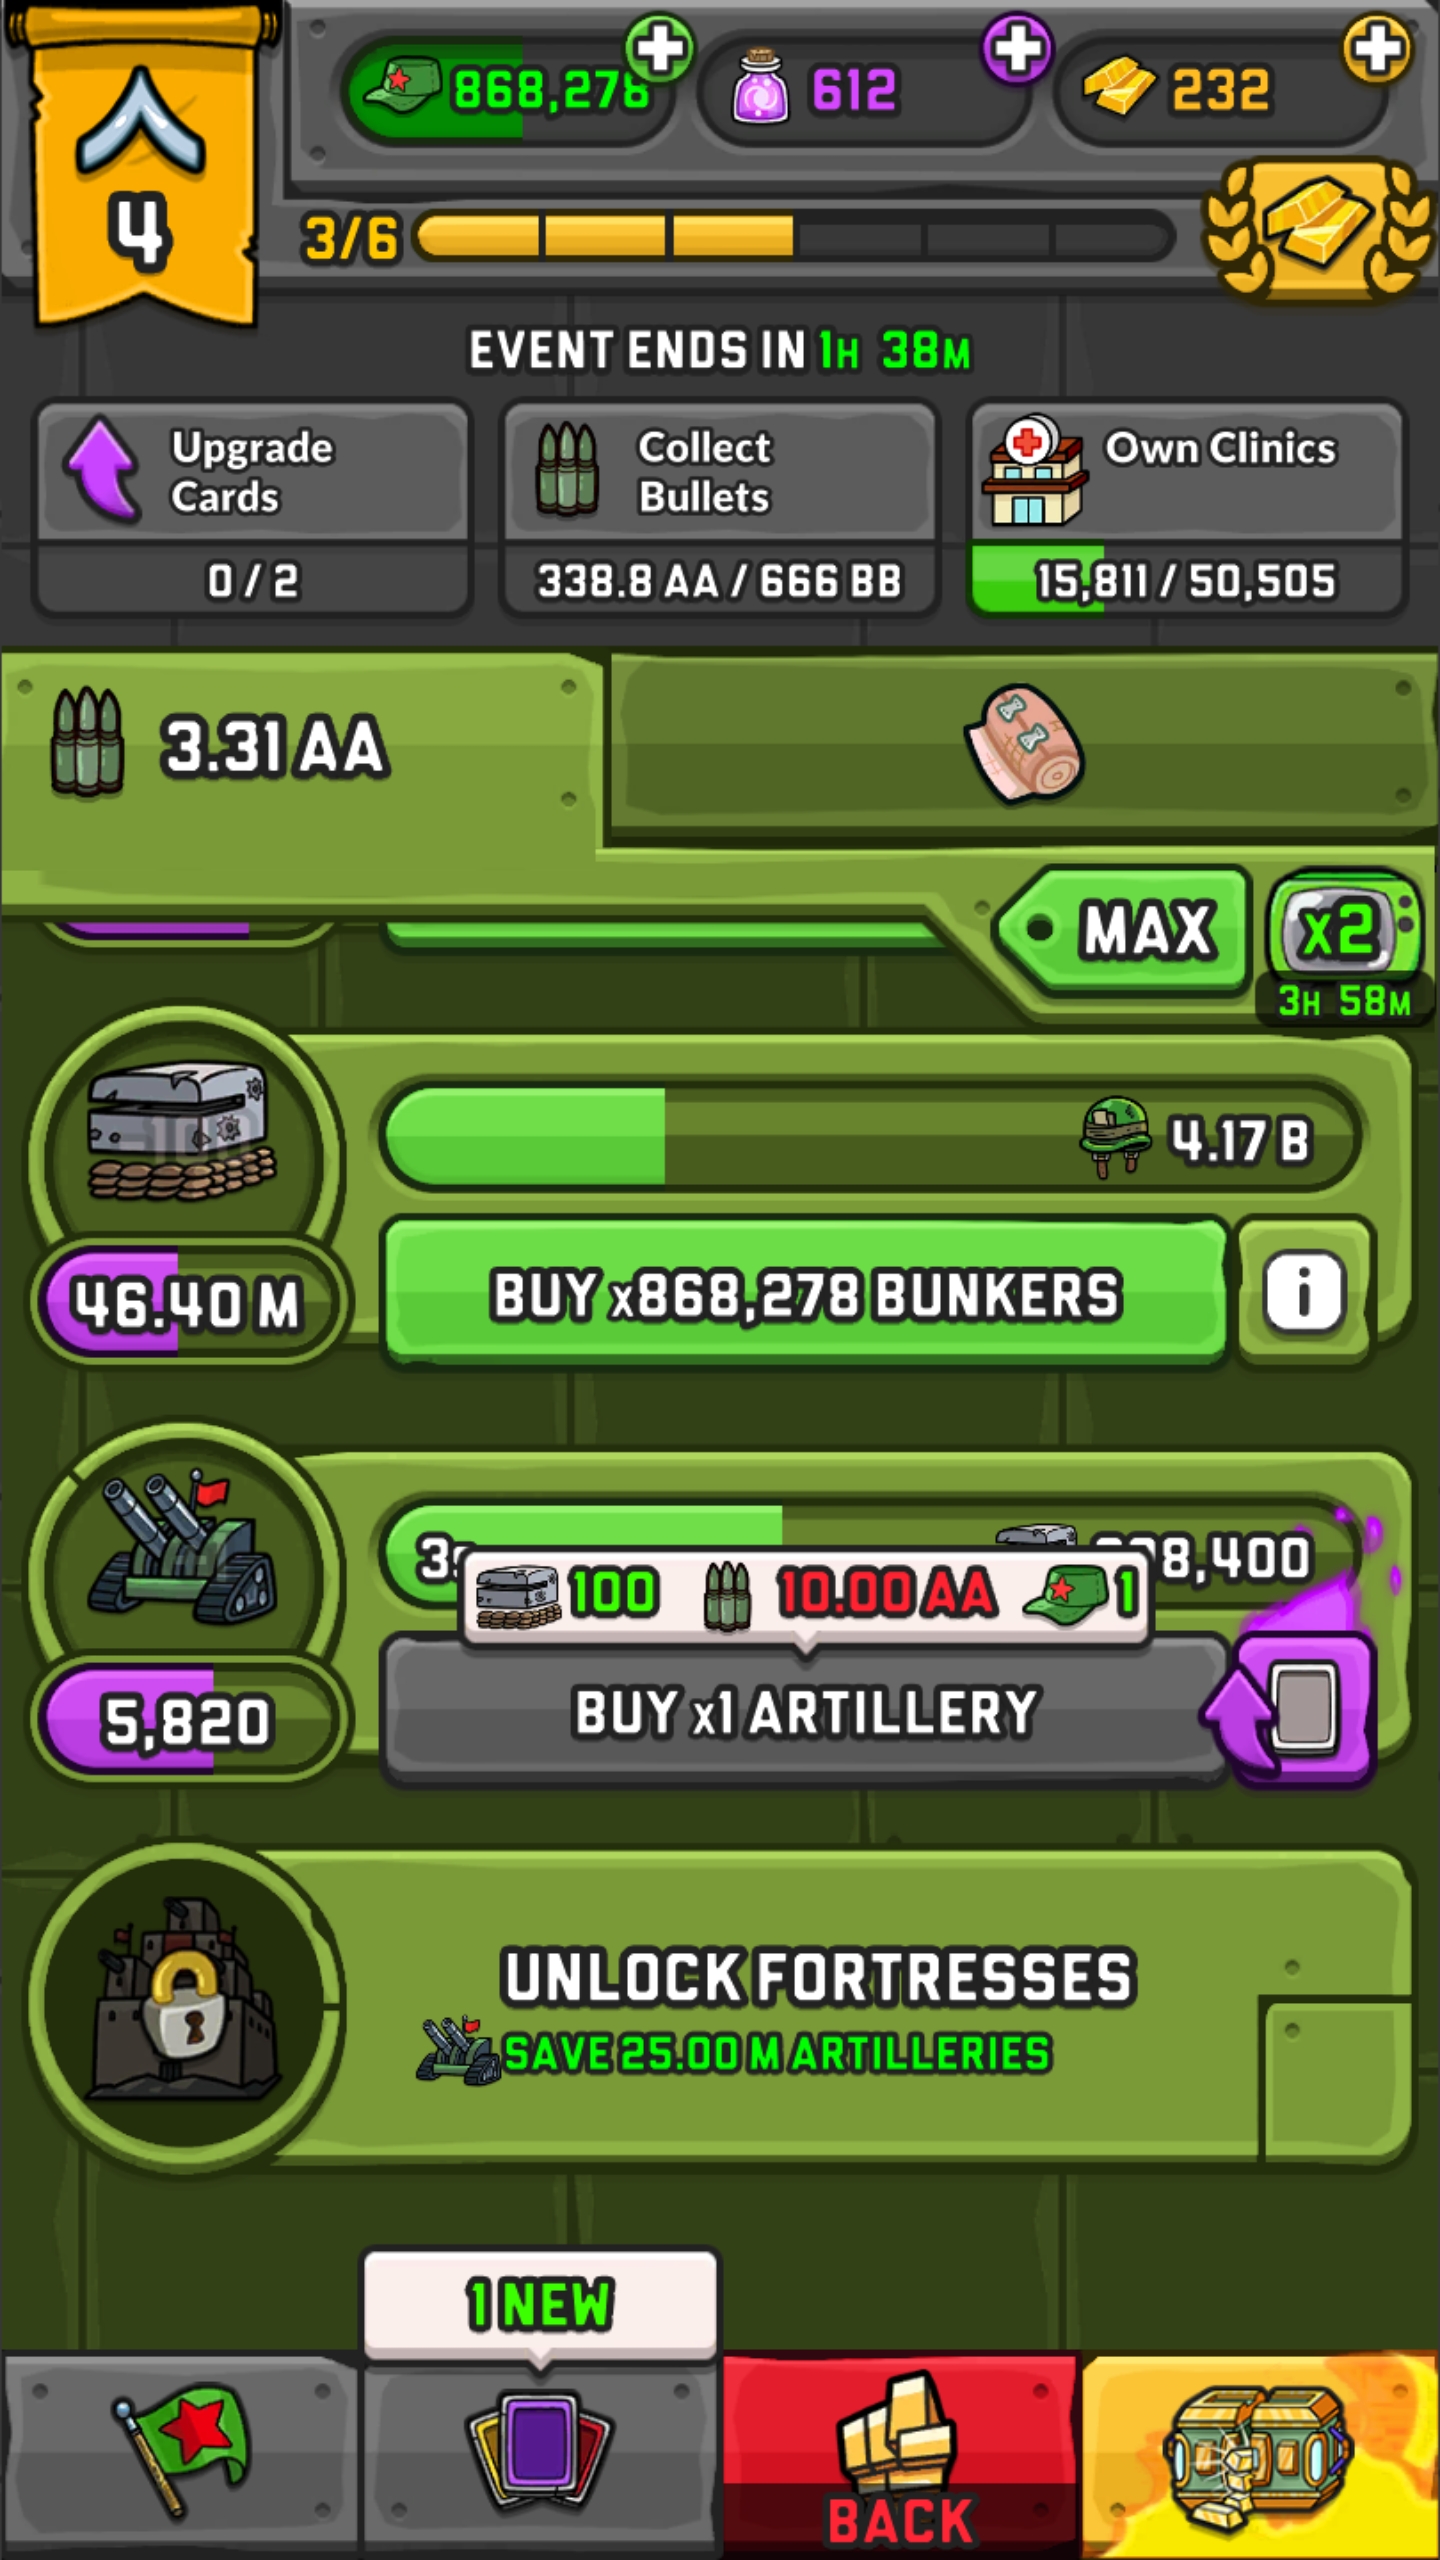 868,278
612
232
4
3/6
EVENT ENDS IN 1H 38M
Upgrade
Cards
0 / 2
Collect
Bullets
338.8 AA / 666 BB
Own Clinics
15,811 / 50,505
3.31 AA
MAX
x2
3H 58M
-100
4.17 B
46.40 M
BUY x868,278 BUNKERS
i
8,400
100
10.00 AA
1
5,820
BUY x1 ARTILLERY
UNLOCK FORTRESSES
SAVE 25.00 M ARTILLERIES
1 NEW
BACK